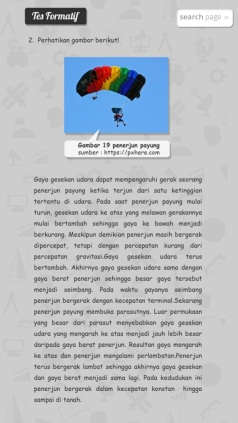 Tes Formatif
search page >
2. Perhatikan gambar berikut!
Gambar 19 penerjun payung
sumber : https://pxhere.com
Gaya gesekan udara dapat mempengaruhi gerak seorang
penerjun payung ketika terjun dari satu ketinggian
tertentu di udara. Pada saat penerjun payung mulai
turun, gesekan udara ke atas yang melawan gerakannya
mulai bertambah sehingga gaya ke bawah menjadi
berkurang. Meskipun demikian penerjun masih bergerak
dipercepat, tetapi dengan percepatan kurang dari
percepatan gravitasi.Gaya gesekan udara terus
bertambah. Akhirnya gaya gesekan udara sama dengan
gaya berat penerjun sehingga besar gaya tersebut
menjadi seimbang. Pada waktu gayanya seimbang
penerjun bergerak dengan kecepatan terminal.Sekarang
penerjun payung membuka parasutnya. Luar permukaan
yang besar dari parasut menyebabkan gaya gesekan
udara yang mengarah ke atas menjadi jauh lebih besar
daripada gaya berat penerjun. Resultan gaya mengarah
ke atas dan penerjun mengalami perlambatan.Penerjun
terus bergerak lambat sehingga akhirnya gaya gesekan
dan gaya berat menjadi sama lagi. Pada kedudukan ini
penerjun bergerak dalam kecepatan konstan hingga
sampai di tanah.